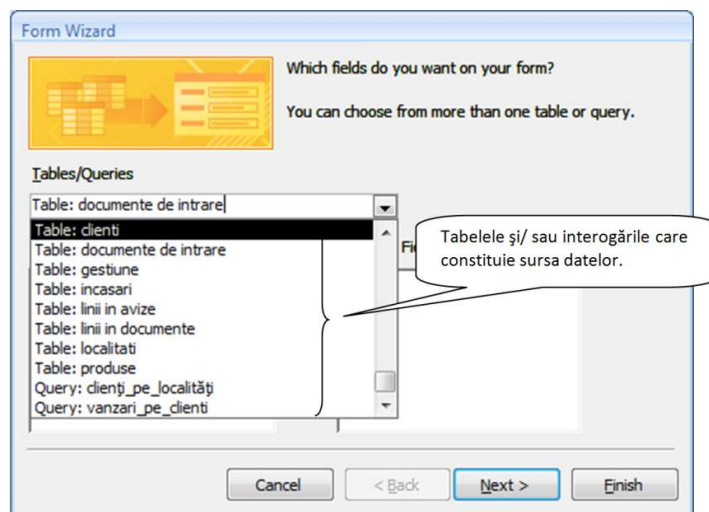 Form Wizard
Which fields do you want on your form?
You can choose from more than one table or query.
Tables/Queries
Table: documente de intrare
Table: clienti
Table: documente de intrare
Table: gestiune
Table: incasari
Table: linii in avize
Table: linii in documente
Table: localitati
Table: produse
Query: clienţi_pe_localităţi
Query: vanzari_pe_clienti
Fi
Tabelele şi/ sau interogările care
constituie sursa datelor.
Cancel
< Back
Next >
Finish